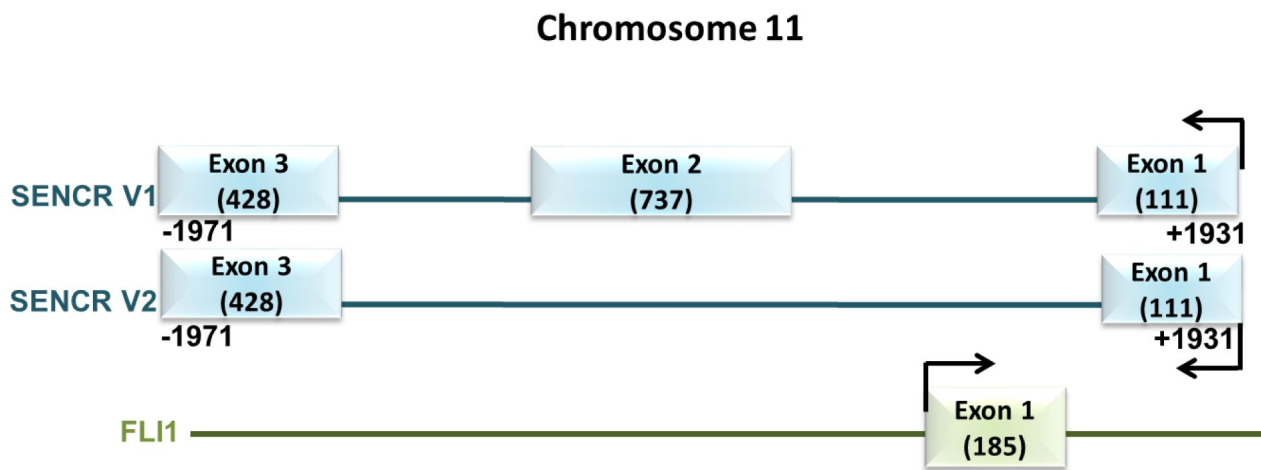 Chromosome 11
SENCR V1
Exon 3
(428)
Exon 2
(737)
Exon 1
(111)
-1971
+1931
SENCR V2
Exon 3
(428)
Exon 1
(111)
-1971
+1931
FLI1
Exon 1
(185)